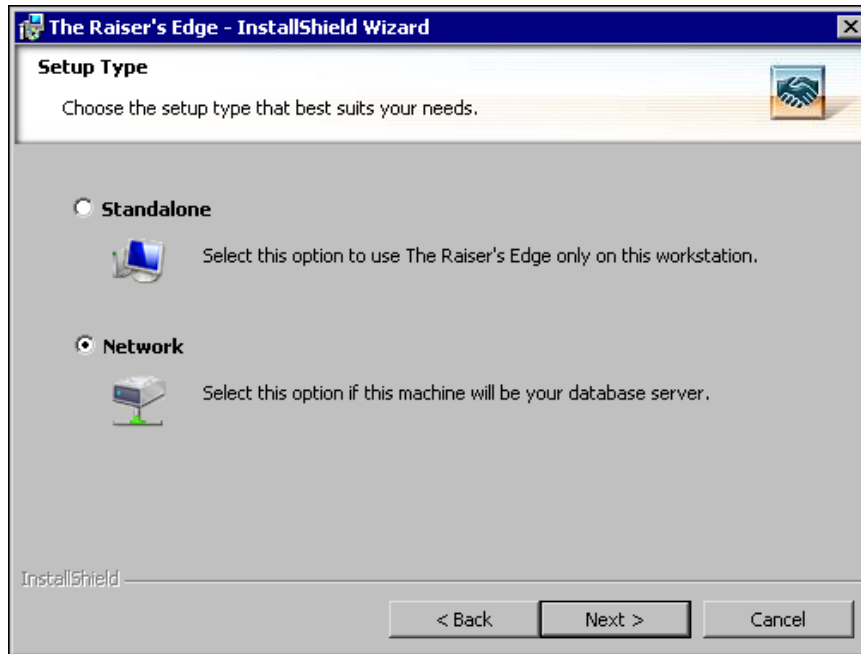 The Raiser's Edge - InstallShield Wizard
Setup Type
Choose the setup type that best suits your needs.
Standalone
Select this option to use The Raiser's Edge only on this workstation.
Network
Select this option if this machine will be your database server.
InstallShield
< Back Next > Cancel